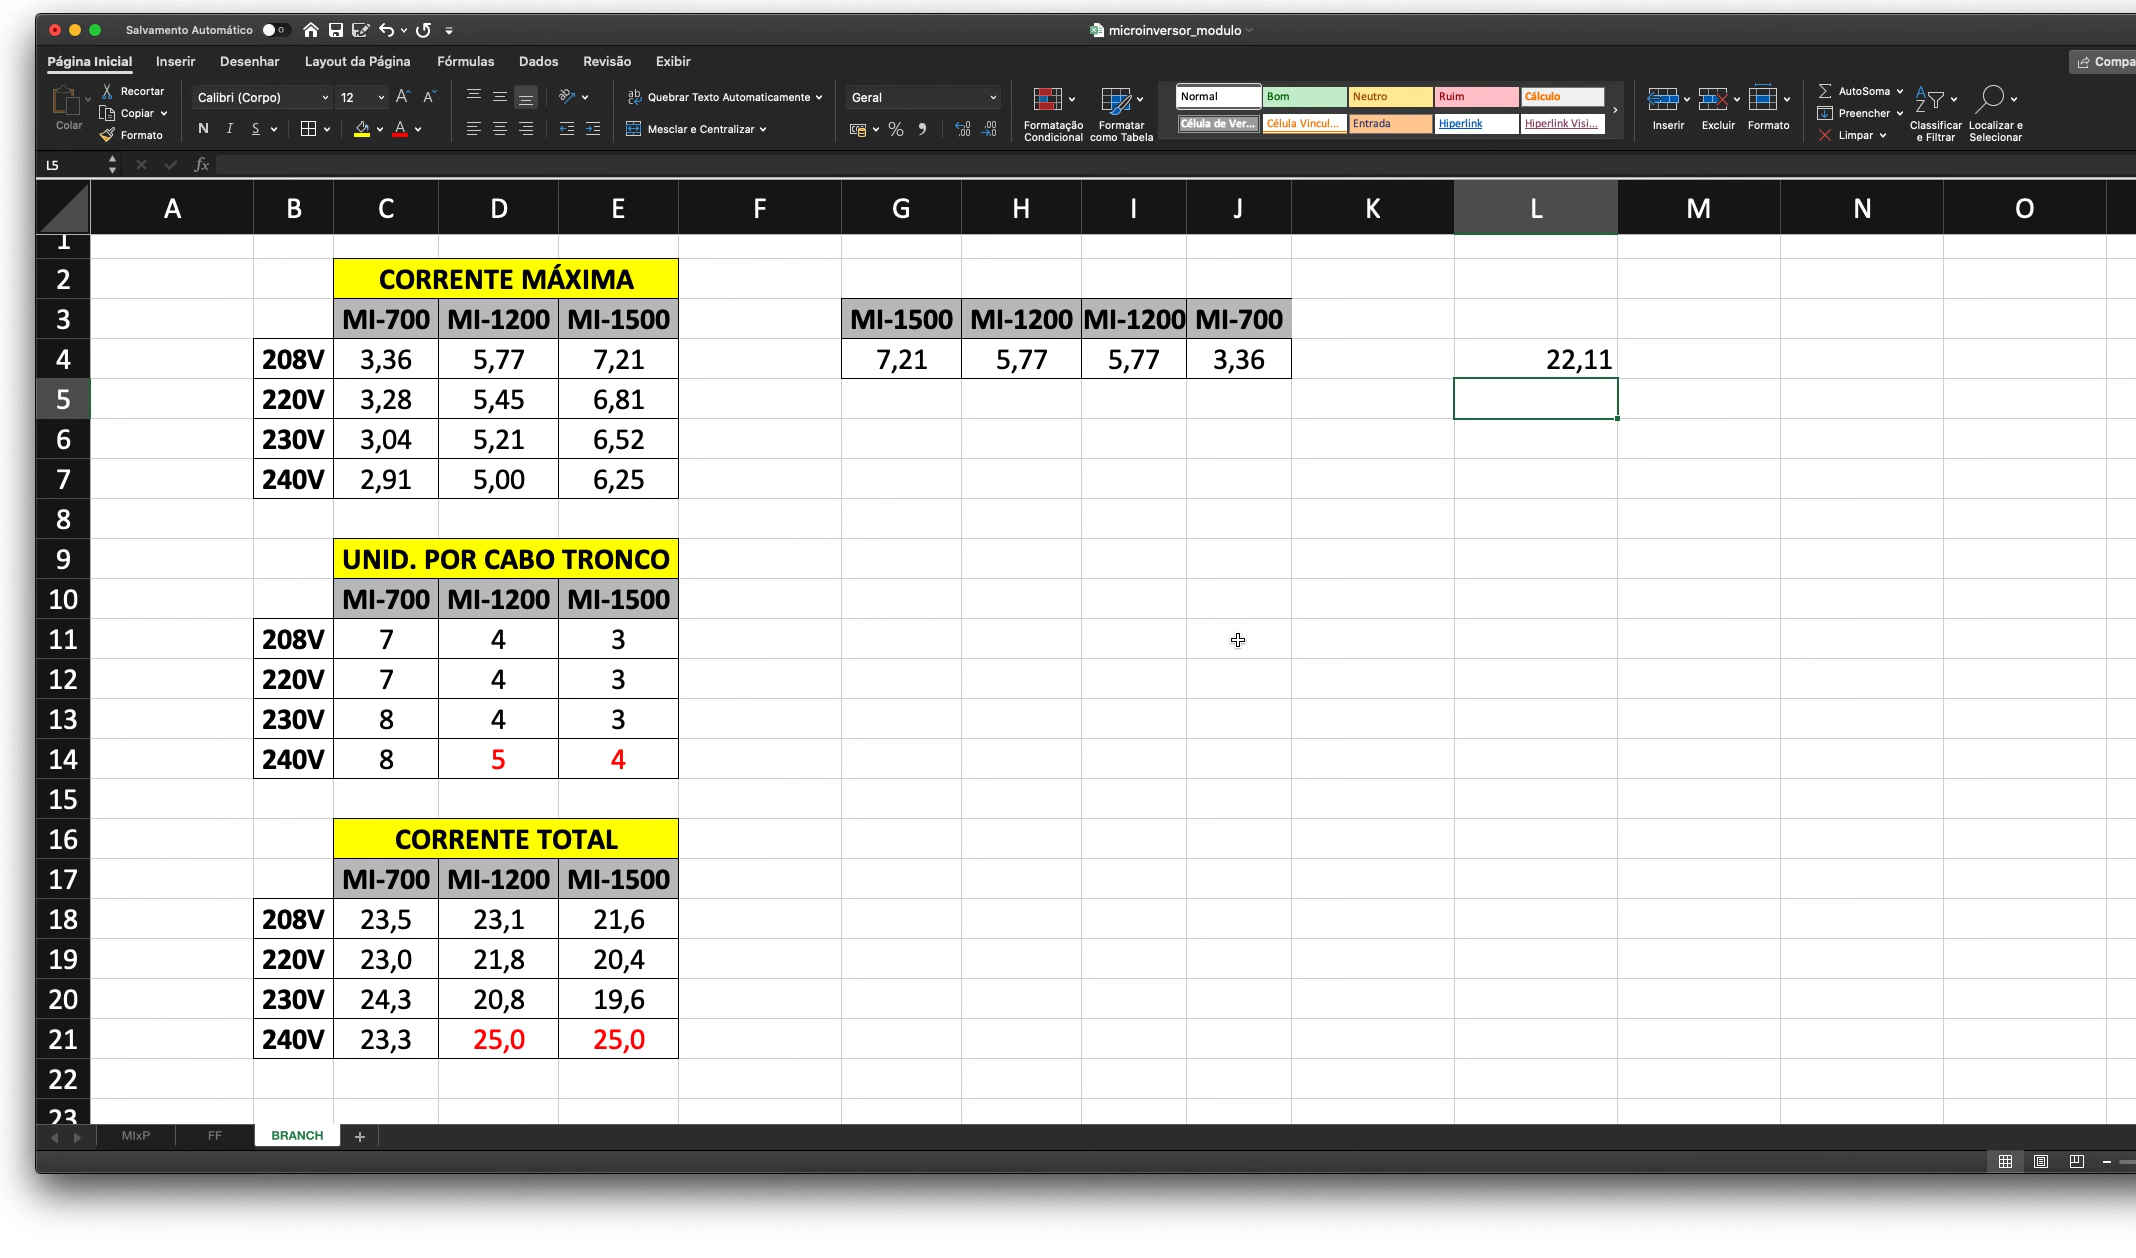 Salvamento Automático
microinversor_modulo
Página Inicial Inserir Desenhar Layout da Página Fórmulas Dados Revisão Exibir
Compa
Colar
Recortar
Copiar
Formato
Calibri (Corpo) 12
N I S
Quebrar Texto Automaticamente
Mesclar e Centralizar
Geral
Formatação Condicional
Formatar como Tabela
Normal Bom Neutro Ruim Cálculo
Célula de Ver... Célula Vincul... Entrada Hiperlink Hiperlink Visi...
Inserir Excluir Formato
AutoSoma
Preencher
Limpar
Classificar e Filtrar
Localizar e Selecionar
L5 fx
A B C D E F G H I J K L M N O
1
2 CORRENTE MÁXIMA
3 MI-700 MI-1200 MI-1500 MI-1500 MI-1200 MI-1200 MI-700
4 208V 3,36 5,77 7,21 7,21 5,77 5,77 3,36 22,11
5 220V 3,28 5,45 6,81
6 230V 3,04 5,21 6,52
7 240V 2,91 5,00 6,25
8
9 UNID. POR CABO TRONCO
10 MI-700 MI-1200 MI-1500
11 208V 7 4 3
12 220V 7 4 3
13 230V 8 4 3
14 240V 8 5 4
15
16 CORRENTE TOTAL
17 MI-700 MI-1200 MI-1500
18 208V 23,5 23,1 21,6
19 220V 23,0 21,8 20,4
20 230V 24,3 20,8 19,6
21 240V 23,3 25,0 25,0
22
23
MIxP FF BRANCH +